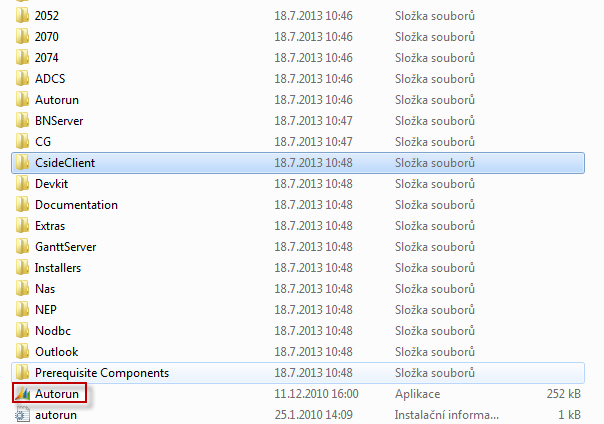 2052 18.7.2013 10:46 Složka souborů
2070 18.7.2013 10:46 Složka souborů
2074 18.7.2013 10:46 Složka souborů
ADCS 18.7.2013 10:46 Složka souborů
Autorun 18.7.2013 10:46 Složka souborů
BNServer 18.7.2013 10:47 Složka souborů
CG 18.7.2013 10:47 Složka souborů
CsideClient 18.7.2013 10:48 Složka souborů
Devkit 18.7.2013 10:48 Složka souborů
Documentation 18.7.2013 10:48 Složka souborů
Extras 18.7.2013 10:48 Složka souborů
GanttServer 18.7.2013 10:48 Složka souborů
Installers 18.7.2013 10:48 Složka souborů
Nas 18.7.2013 10:48 Složka souborů
NEP 18.7.2013 10:48 Složka souborů
Nodbc 18.7.2013 10:48 Složka souborů
Outlook 18.7.2013 10:48 Složka souborů
Prerequisite Components 18.7.2013 10:48 Složka souborů
Autorun 11.12.2010 16:00 Aplikace 252 kB
autorun 25.1.2010 14:09 Instalační informa... 1 kB